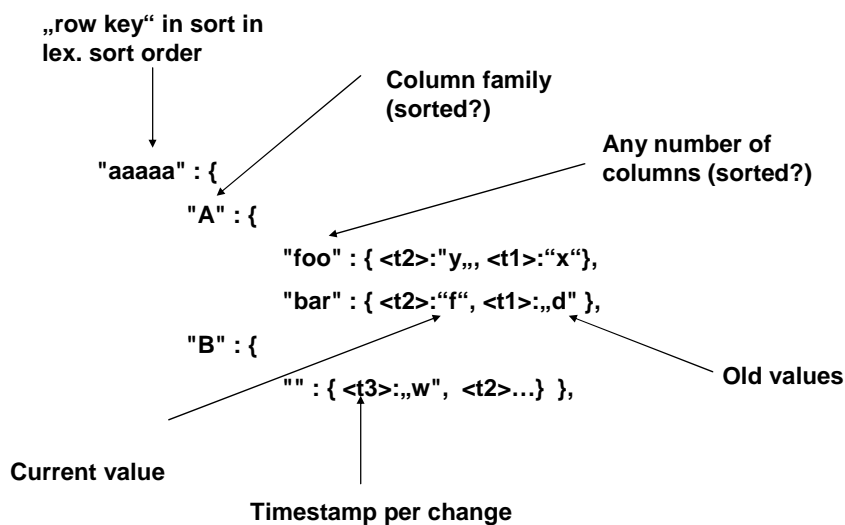 „row key“ in sort in
lex. sort order
Column family
(sorted?)
Any number of
columns (sorted?)
"aaaaa" : {
"A" : {
"foo" : { <t2>:"y„, <t1>:“x“},
"bar" : { <t2>:“f“, <t1>:„d" },
"B" : {
"" : { <t3>:„w", <t2>…} },
Old values
Current value
Timestamp per change